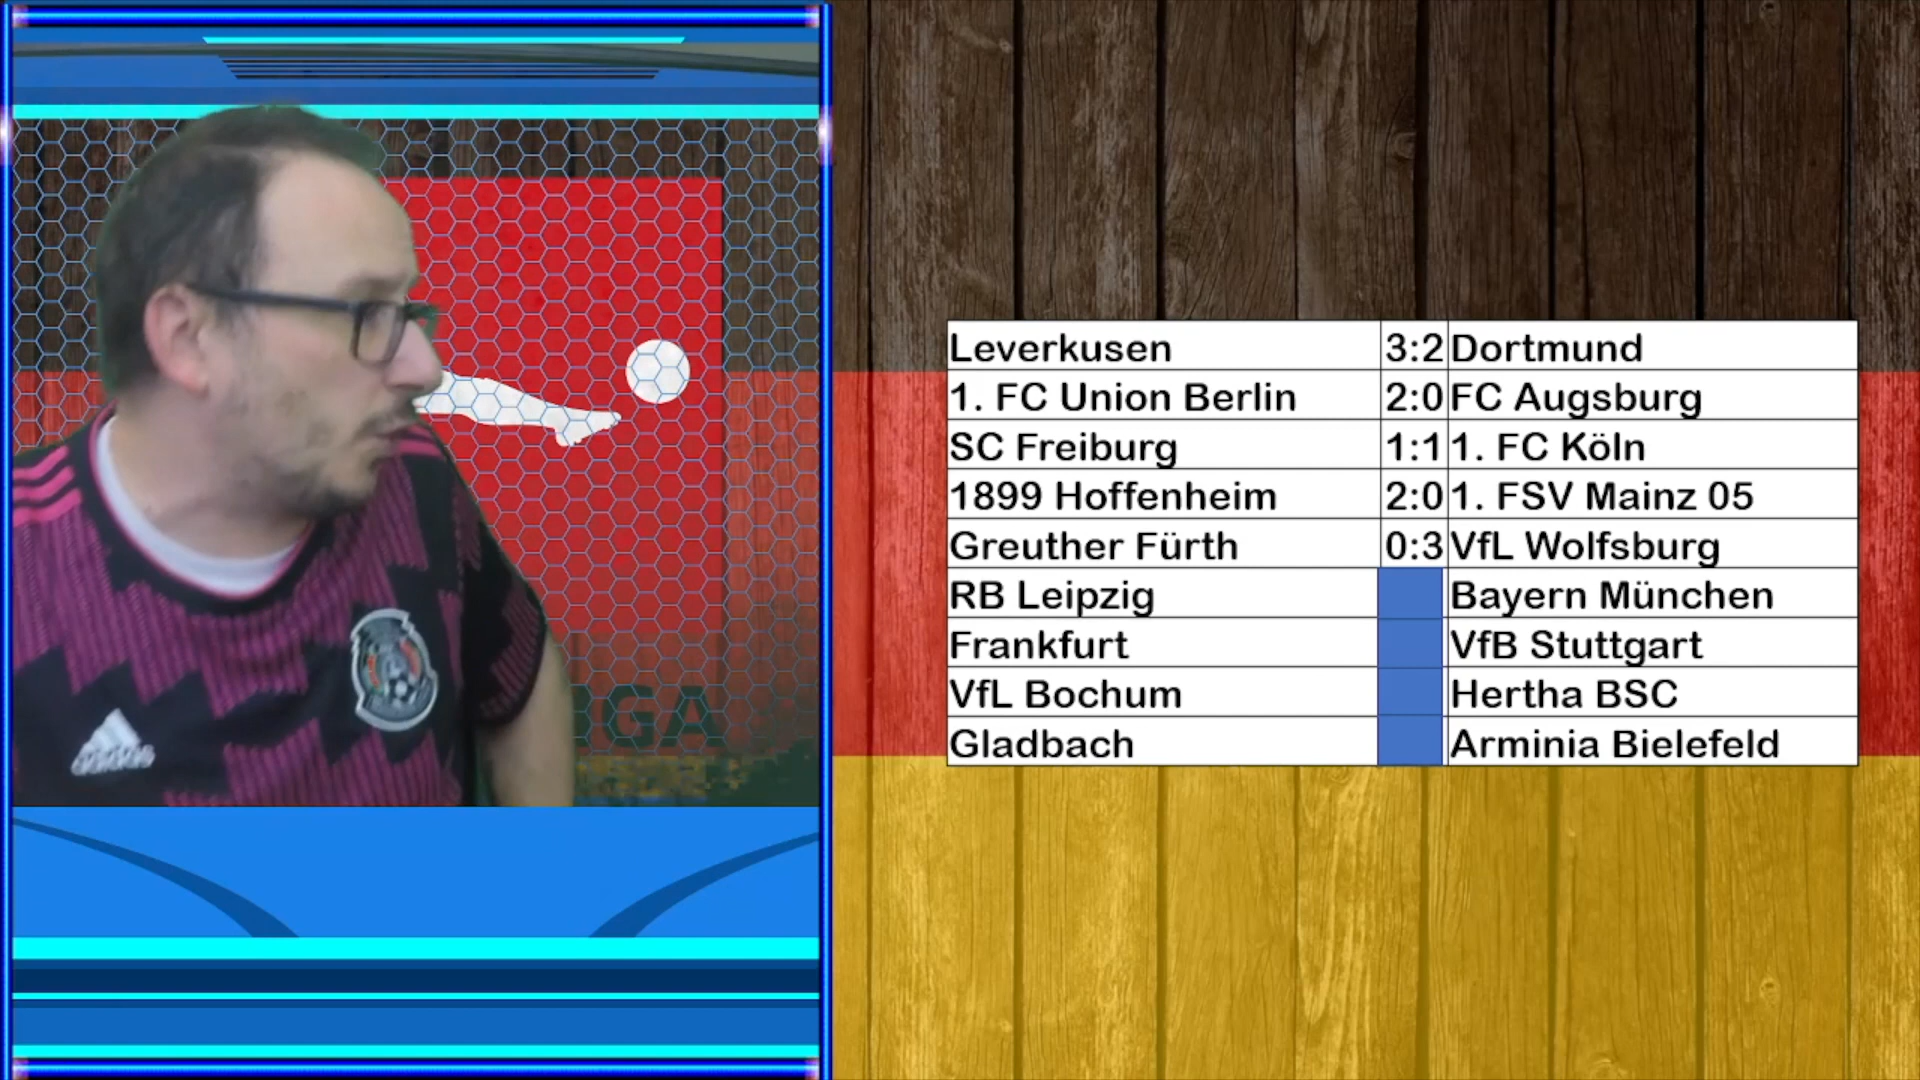 Leverkusen 3:2 Dortmund
1. FC Union Berlin 2:0 FC Augsburg
SC Freiburg 1:1 1. FC Köln
1899 Hoffenheim 2:0 1. FSV Mainz 05
Greuther Fürth 0:3 VfL Wolfsburg
RB Leipzig Bayern München
Frankfurt VfB Stuttgart
VfL Bochum Hertha BSC
Gladbach Arminia Bielefeld
adidas